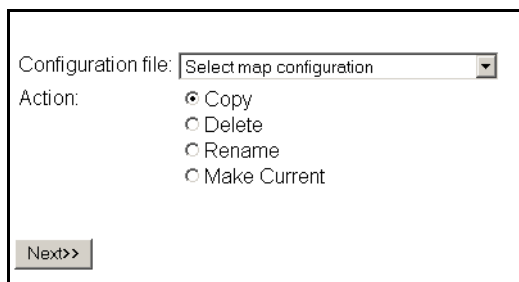 Configuration file: Select map configuration
Action: Copy
Delete
Rename
Make Current
Next>>